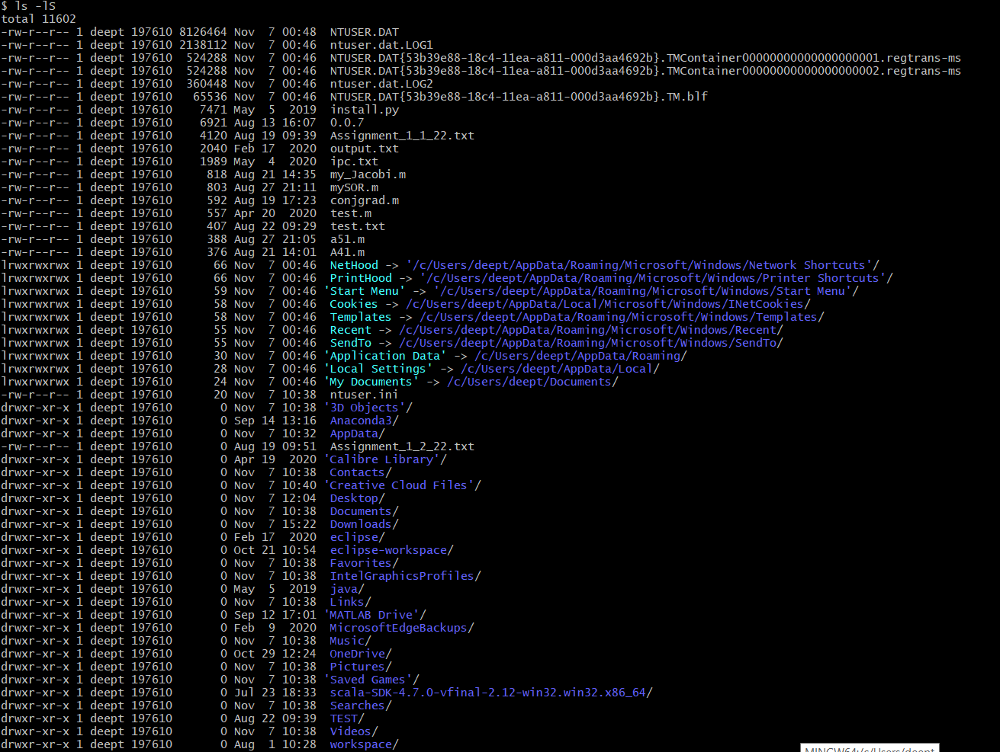 $ ls -lS
total 11602
-rw-r--r-- 1 deept 197610 8126464 Nov  7 00:48  NTUSER.DAT
-rw-r--r-- 1 deept 197610 2138112 Nov  7 00:46  ntuser.dat.LOG1
-rw-r--r-- 1 deept 197610  524288 Nov  7 00:46  NTUSER.DAT{53b39e88-18c4-11ea-a811-000d3aa4692b}.TMContainer00000000000000000001.regtrans-ms
-rw-r--r-- 1 deept 197610  524288 Nov  7 00:46  NTUSER.DAT{53b39e88-18c4-11ea-a811-000d3aa4692b}.TMContainer00000000000000000002.regtrans-ms
-rw-r--r-- 1 deept 197610  360448 Nov  7 00:46  ntuser.dat.LOG2
-rw-r--r-- 1 deept 197610   65536 Nov  7 00:46  NTUSER.DAT{53b39e88-18c4-11ea-a811-000d3aa4692b}.TM.blf
-rw-r--r-- 1 deept 197610    7471 May  5  2019  install.py
-rw-r--r-- 1 deept 197610    6921 Aug 13 16:07  0.0.7
-rw-r--r-- 1 deept 197610    4120 Aug 19 09:39  Assignment_1_1_22.txt
-rw-r--r-- 1 deept 197610    2040 Feb 17  2020  output.txt
-rw-r--r-- 1 deept 197610    1989 May  4  2020  ipc.txt
-rw-r--r-- 1 deept 197610     818 Aug 21 14:35  my_Jacobi.m
-rw-r--r-- 1 deept 197610     803 Aug 27 21:11  mySOR.m
-rw-r--r-- 1 deept 197610     592 Aug 19 17:23  conjgrad.m
-rw-r--r-- 1 deept 197610     557 Apr 20  2020  test.m
-rw-r--r-- 1 deept 197610     407 Aug 22 09:29  test.txt
-rw-r--r-- 1 deept 197610     388 Aug 27 21:05  a51.m
-rw-r--r-- 1 deept 197610     376 Aug 21 14:01  A41.m
lrwxrwxrwx 1 deept 197610      66 Nov  7 00:46  NetHood -> '/c/Users/deept/AppData/Roaming/Microsoft/Windows/Network Shortcuts'/
lrwxrwxrwx 1 deept 197610      66 Nov  7 00:46  PrintHood -> '/c/Users/deept/AppData/Roaming/Microsoft/Windows/Printer Shortcuts'/
lrwxrwxrwx 1 deept 197610      59 Nov  7 00:46 'Start Menu' -> '/c/Users/deept/AppData/Roaming/Microsoft/Windows/Start Menu'/
lrwxrwxrwx 1 deept 197610      58 Nov  7 00:46  Cookies -> /c/Users/deept/AppData/Local/Microsoft/Windows/INetCookies/
lrwxrwxrwx 1 deept 197610      58 Nov  7 00:46  Templates -> /c/Users/deept/AppData/Roaming/Microsoft/Windows/Templates/
lrwxrwxrwx 1 deept 197610      55 Nov  7 00:46  Recent -> /c/Users/deept/AppData/Roaming/Microsoft/Windows/Recent/
lrwxrwxrwx 1 deept 197610      55 Nov  7 00:46  SendTo -> /c/Users/deept/AppData/Roaming/Microsoft/Windows/SendTo/
lrwxrwxrwx 1 deept 197610      30 Nov  7 00:46 'Application Data' -> /c/Users/deept/AppData/Roaming/
lrwxrwxrwx 1 deept 197610      28 Nov  7 00:46 'Local Settings' -> /c/Users/deept/AppData/Local/
lrwxrwxrwx 1 deept 197610      24 Nov  7 00:46 'My Documents' -> /c/Users/deept/Documents/
-rw-r--r-- 1 deept 197610      20 Nov  7 10:38  ntuser.ini
drwxr-xr-x 1 deept 197610       0 Nov  7 10:38 '3D Objects'/
drwxr-xr-x 1 deept 197610       0 Sep 14 13:16  Anaconda3/
drwxr-xr-x 1 deept 197610       0 Nov  7 10:32  AppData/
-rw-r--r-- 1 deept 197610       0 Aug 19 09:51  Assignment_1_2_22.txt
drwxr-xr-x 1 deept 197610       0 Apr 19  2020 'Calibre Library'/
drwxr-xr-x 1 deept 197610       0 Nov  7 10:38  Contacts/
drwxr-xr-x 1 deept 197610       0 Nov  7 10:40 'Creative Cloud Files'/
drwxr-xr-x 1 deept 197610       0 Nov  7 12:04  Desktop/
drwxr-xr-x 1 deept 197610       0 Nov  7 10:38  Documents/
drwxr-xr-x 1 deept 197610       0 Nov  7 15:22  Downloads/
drwxr-xr-x 1 deept 197610       0 Feb 17  2020  eclipse/
drwxr-xr-x 1 deept 197610       0 Oct 21 10:54  eclipse-workspace/
drwxr-xr-x 1 deept 197610       0 Nov  7 10:38  Favorites/
drwxr-xr-x 1 deept 197610       0 Nov  7 10:38  IntelGraphicsProfiles/
drwxr-xr-x 1 deept 197610       0 May  5  2019  java/
drwxr-xr-x 1 deept 197610       0 Nov  7 10:38  Links/
drwxr-xr-x 1 deept 197610       0 Sep 12 17:01 'MATLAB Drive'/
drwxr-xr-x 1 deept 197610       0 Feb  9  2020  MicrosoftEdgeBackups/
drwxr-xr-x 1 deept 197610       0 Nov  7 10:38  Music/
drwxr-xr-x 1 deept 197610       0 Oct 29 12:24  OneDrive/
drwxr-xr-x 1 deept 197610       0 Nov  7 10:38  Pictures/
drwxr-xr-x 1 deept 197610       0 Nov  7 10:38 'Saved Games'/
drwxr-xr-x 1 deept 197610       0 Jul 23 18:33  scala-SDK-4.7.0-vfinal-2.12-win32.win32.x86_64/
drwxr-xr-x 1 deept 197610       0 Nov  7 10:38  Searches/
drwxr-xr-x 1 deept 197610       0 Aug 22 09:39  TEST/
drwxr-xr-x 1 deept 197610       0 Nov  7 10:38  Videos/
drwxr-xr-x 1 deept 197610       0 Aug  1 10:28  workspace/
MINGW64:/c/Users/deept